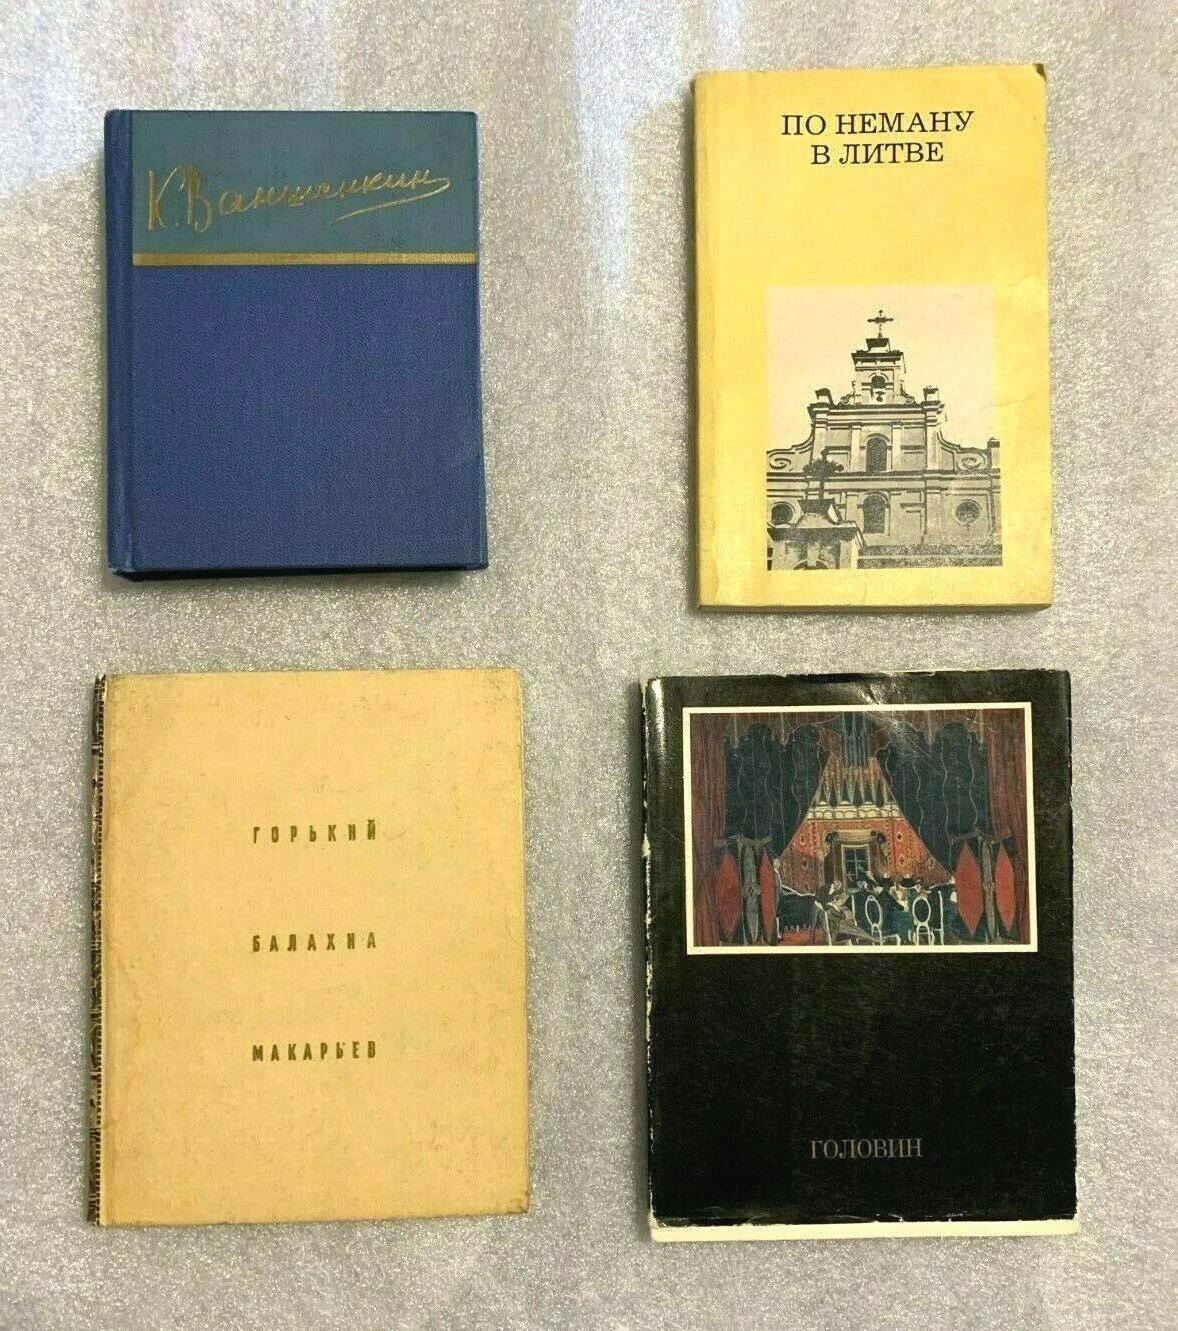 К. Ваншенкин
ПО НЕМАНУ
В ЛИТВЕ
ГОРЬКИЙ
БАЛАХНА
МАКАРЬЕВ
ГОЛОВИН